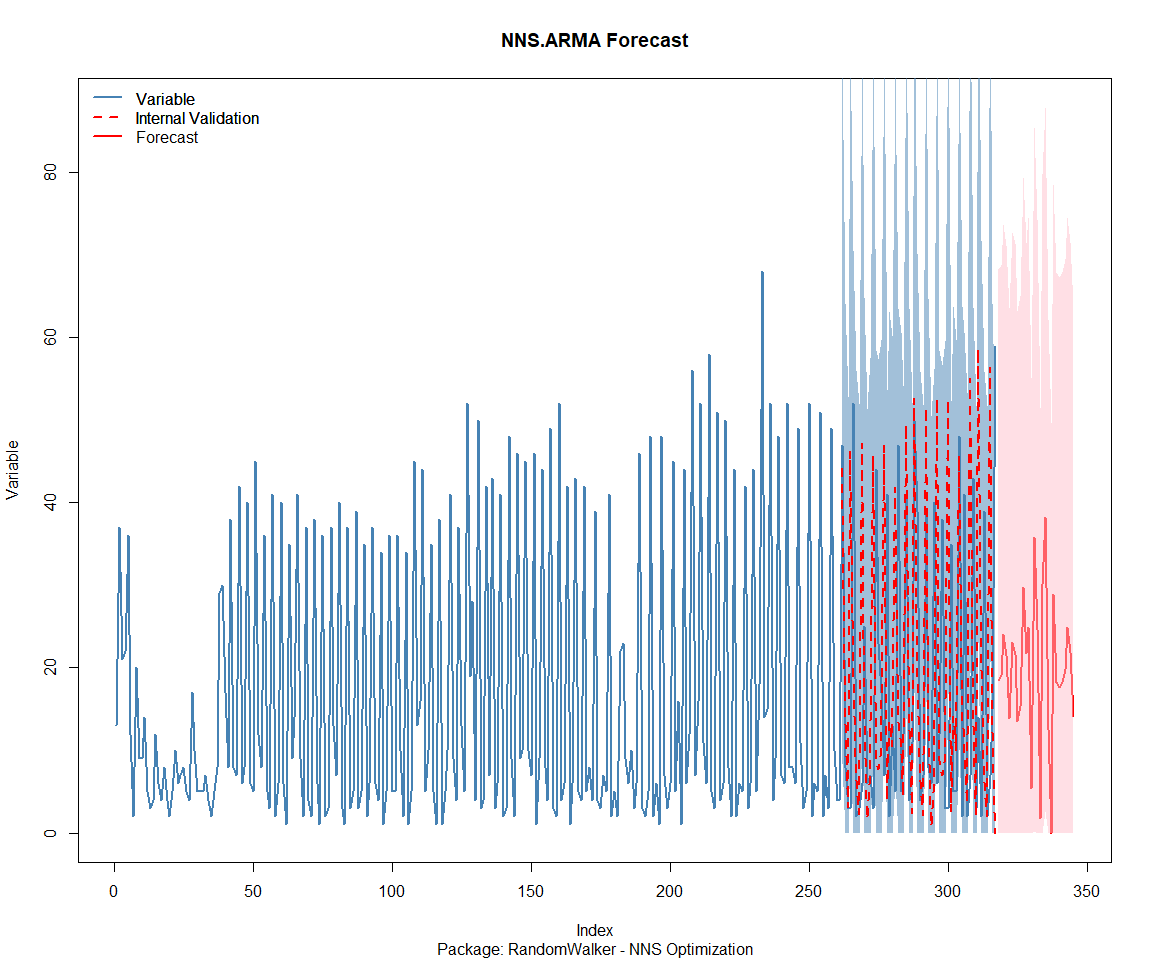 NNS.ARMA Forecast
Variable
Internal Validation
Forecast
Variable
80
60
40
20
0
0 50 100 150 200 250 300 350
Index
Package: RandomWalker - NNS Optimization